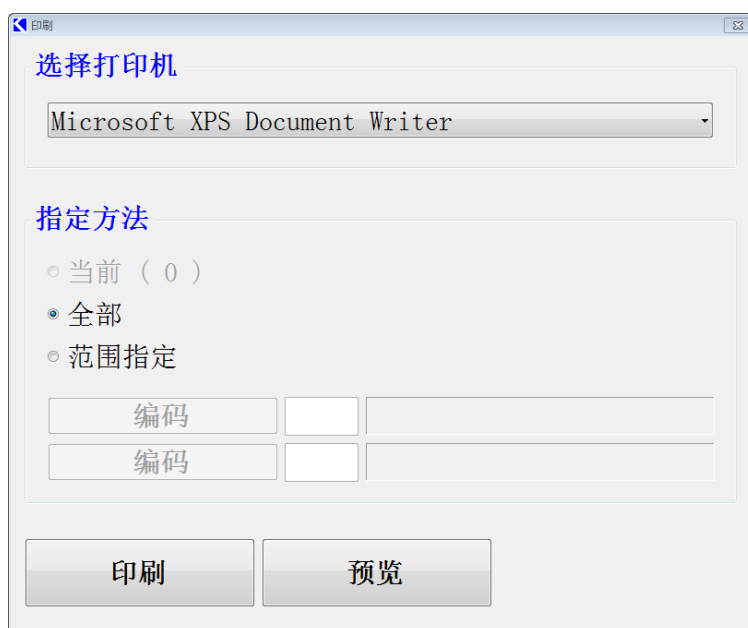 印刷
选择打印机
Microsoft XPS Document Writer
指定方法
当前 ( 0 )
全部
范围指定
编码
编码
印刷 预览